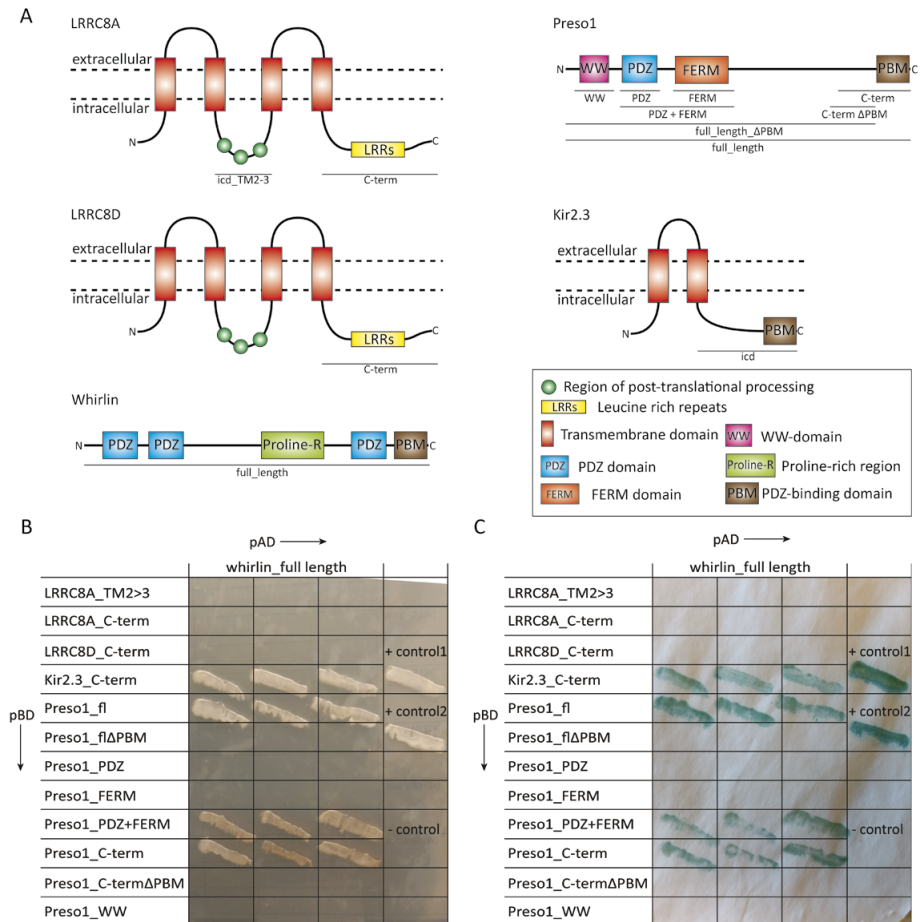 A
LRRC8A
extracellular
intracellular
N
C
LRRs
icd_TM2-3
C-term
Preso1
N
WW
PDZ
FERM
PBM
C
WW
PDZ
FERM
C-term
PDZ + FERM
C-term ΔPBM
full_length_ΔPBM
full_length
LRRC8D
extracellular
intracellular
N
C
LRRs
C-term
Kir2.3
extracellular
intracellular
N
PBM
C
icd
Whirlin
N
PDZ
PDZ
Proline-R
PDZ
PBM
C
full_length
Region of post-translational processing
LRRs Leucine rich repeats
Transmembrane domain
WW WW-domain
PDZ PDZ domain
Proline-R Proline-rich region
FERM FERM domain
PBM PDZ-binding domain
B
pAD
whirlin_full length
pBD
LRRC8A_TM2>3
LRRC8A_C-term
LRRC8D_C-term
+ control1
Kir2.3_C-term
Preso1_fl
+ control2
Preso1_flΔPBM
Preso1_PDZ
Preso1_FERM
Preso1_PDZ+FERM
- control
Preso1_C-term
Preso1_C-termΔPBM
Preso1_WW
C
pAD
whirlin_full length
pBD
LRRC8A_TM2>3
LRRC8A_C-term
LRRC8D_C-term
+ control1
Kir2.3_C-term
Preso1_fl
+ control2
Preso1_flΔPBM
Preso1_PDZ
Preso1_FERM
Preso1_PDZ+FERM
- control
Preso1_C-term
Preso1_C-termΔPBM
Preso1_WW